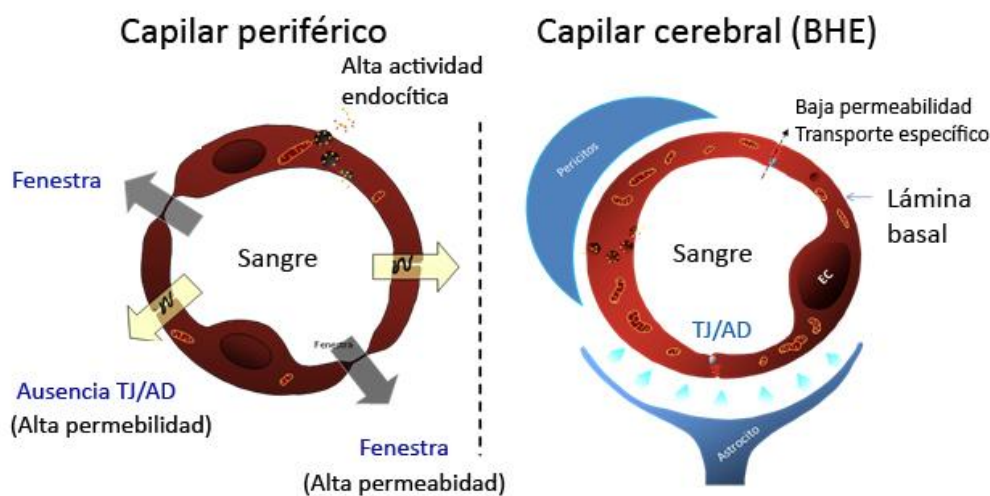 Capilar periférico
Alta actividad
endocítica
Fenestra
Sangre
Fenestra
Ausencia TJ/AD
(Alta permebilidad)
Fenestra
(Alta permeabidad)
Capilar cerebral (BHE)
Baja permeabilidad
Transporte específico
Pericitos
Lámina
basal
Sangre
EC
TJ/AD
Astrocito